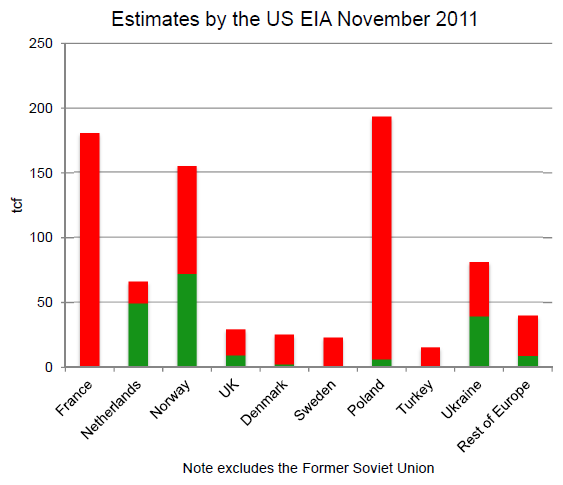 Estimates by the US EIA November 2011
250
200
150
100
50
0
tcf
France
Netherlands
Norway
UK
Denmark
Sweden
Poland
Turkey
Ukraine
Rest of Europe
Note excludes the Former Soviet Union